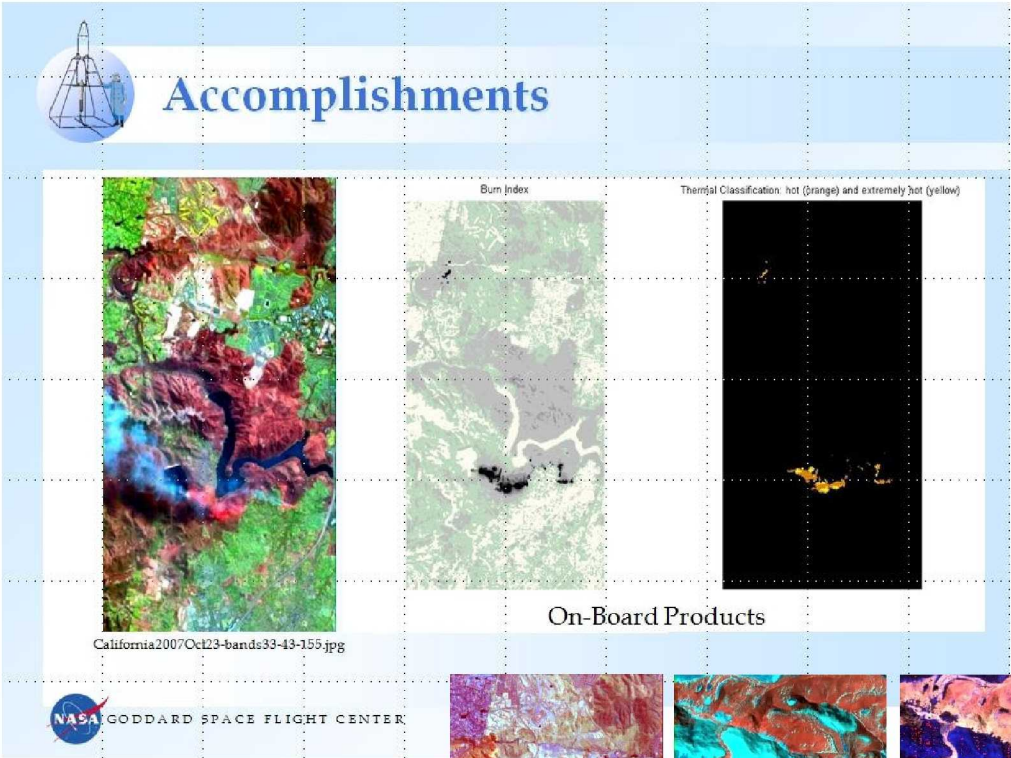 Accomplishments
Burn Index
Thermal Classification: hot (orange) and extremely hot (yellow)
On-Board Products
California2007Oct23-bands33-43-155.jpg
NASA
GODDARD SPACE FLIGHT CENTER